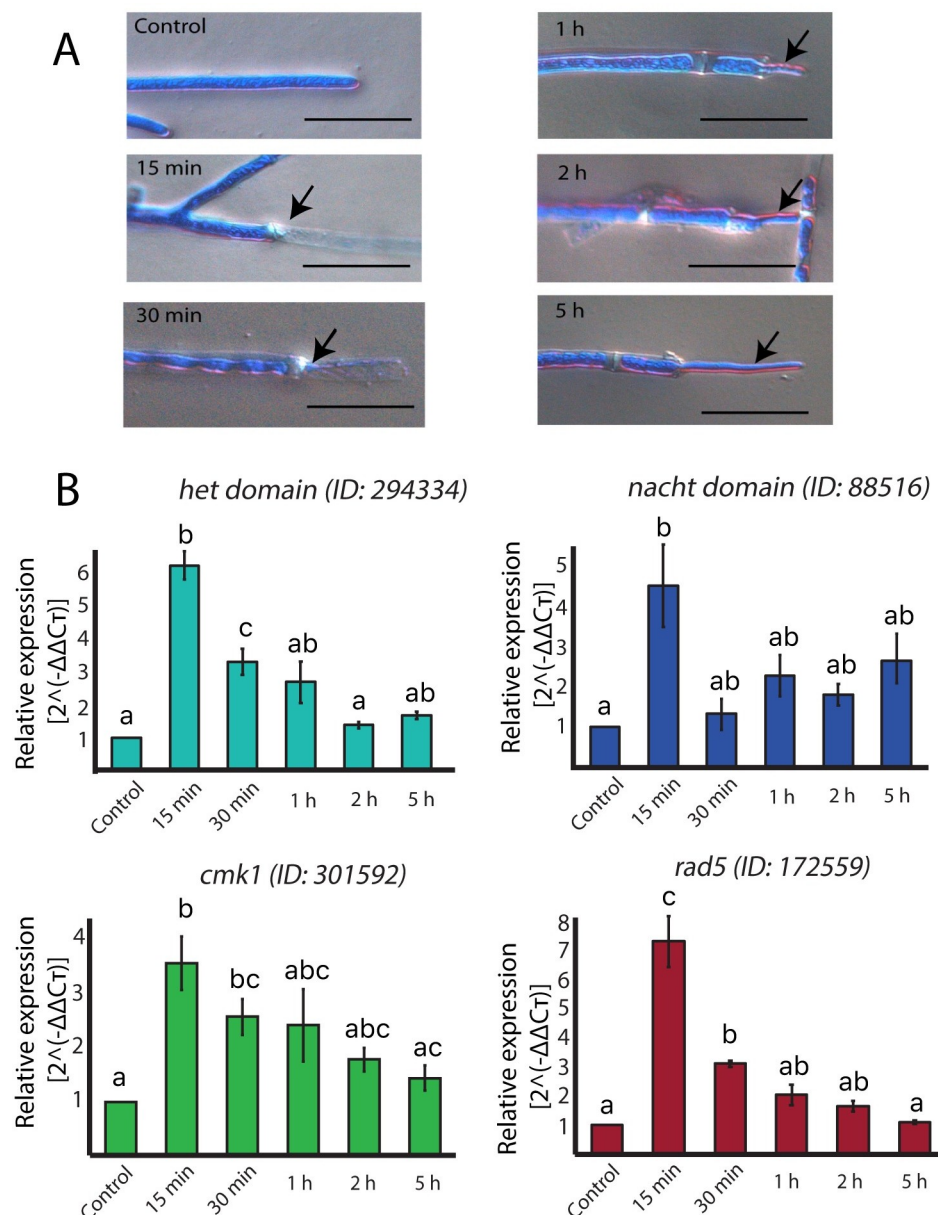 A
Control
1 h
15 min
2 h
30 min
5 h
B
het domain (ID: 294334)
Relative expression
[2^(-ΔΔCт)]
6
5
4
3
2
1
a
b
c
ab
a
ab
Control
15 min
30 min
1 h
2 h
5 h
nacht domain (ID: 88516)
Relative expression
[2^(-ΔΔCт)]
5
4
3
2
1
a
b
ab
ab
ab
ab
Control
15 min
30 min
1 h
2 h
5 h
cmk1 (ID: 301592)
Relative expression
[2^(-ΔΔCт)]
4
3
2
1
a
b
bc
abc
abc
ac
Control
15 min
30 min
1 h
2 h
5 h
rad5 (ID: 172559)
Relative expression
[2^(-ΔΔCт)]
8
7
6
5
4
3
2
1
a
c
b
ab
ab
a
Control
15 min
30 min
1 h
2 h
5 h